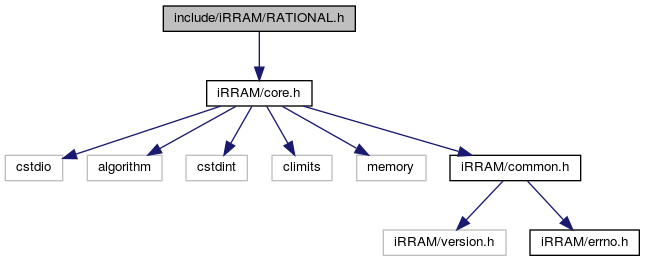 include/iRRAM/RATIONAL.h
iRRAM/core.h
cstdio
algorithm
cstdint
climits
memory
iRRAM/common.h
iRRAM/version.h
iRRAM/errno.h